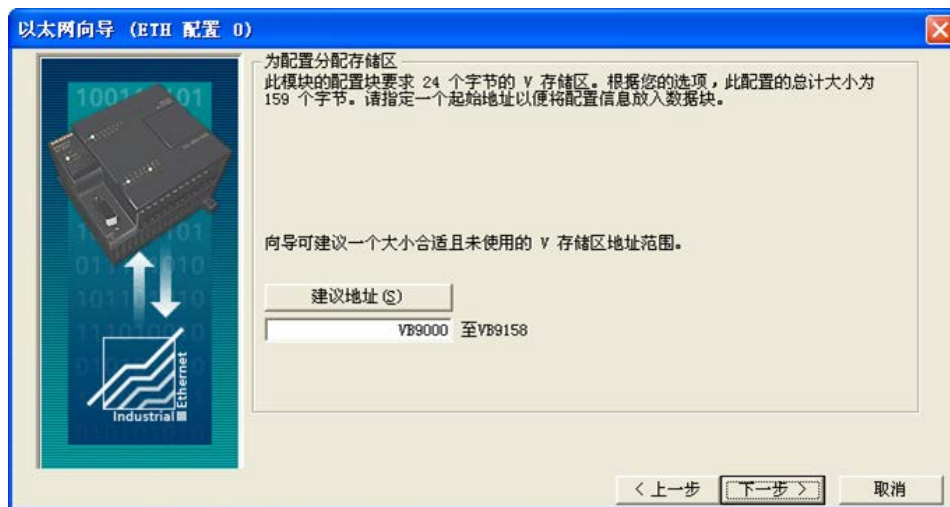 以太网向导 (ETH 配置 0)
为配置分配存储区
此模块的配置块要求 24 个字节的 V 存储区。根据您的选项，此配置的总计大小为
159 个字节。请指定一个起始地址以便将配置信息放入数据块。
向导可建议一个大小合适且未使用的 V 存储区地址范围。
建议地址(S)
VB9000 至VB9158
Industrial
Ethernet
< 上一步 下一步 > 取消